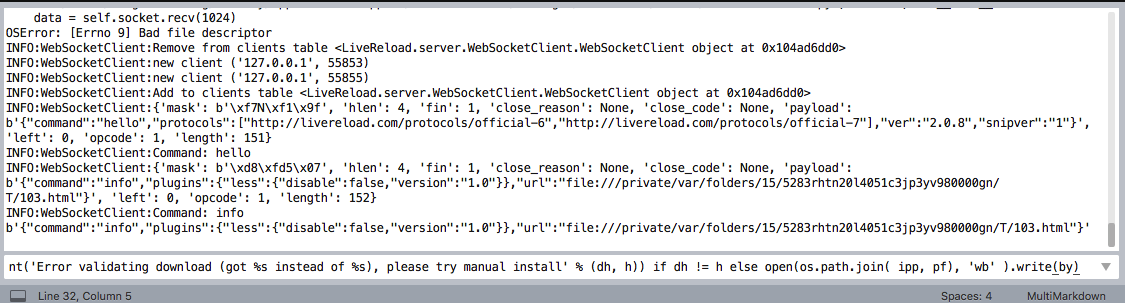 data = self.socket.recv(1024)
OSError: [Errno 9] Bad file descriptor
INFO:WebSocketClient:Remove from clients table <LiveReload.server.WebSocketClient.WebSocketClient object at 0x104ad6dd0>
INFO:WebSocketClient:new client ('127.0.0.1', 55853)
INFO:WebSocketClient:new client ('127.0.0.1', 55855)
INFO:WebSocketClient:Add to clients table <LiveReload.server.WebSocketClient.WebSocketClient object at 0x104ad6dd0>
INFO:WebSocketClient:{'mask': b'\xf7N\xf1\x9f', 'hlen': 4, 'fin': 1, 'close_reason': None, 'close_code': None, 'payload':
b'{"command":"hello","protocols":["http://livereload.com/protocols/official-6","http://livereload.com/protocols/official-7"],"ver":"2.0.8","snipver":"1"}',
'left': 0, 'opcode': 1, 'length': 151}
INFO:WebSocketClient:Command: hello
INFO:WebSocketClient:{'mask': b'\xd8\xfd5\x07', 'hlen': 4, 'fin': 1, 'close_reason': None, 'close_code': None, 'payload':
b'{"command":"info","plugins":{"less":{"disable":false,"version":"1.0"}},"url":"file:///private/var/folders/15/5283rhtn20l4051c3jp3yv980000gn/
T/103.html"}', 'left': 0, 'opcode': 1, 'length': 152}
INFO:WebSocketClient:Command: info
b'{"command":"info","plugins":{"less":{"disable":false,"version":"1.0"}},"url":"file:///private/var/folders/15/5283rhtn20l4051c3jp3yv980000gn/T/103.html"}'
nt('Error validating download (got %s instead of %s), please try manual install' % (dh, h)) if dh != h else open(os.path.join( ipp, pf), 'wb' ).write(by)
Line 32, Column 5
Spaces: 4
MultiMarkdown